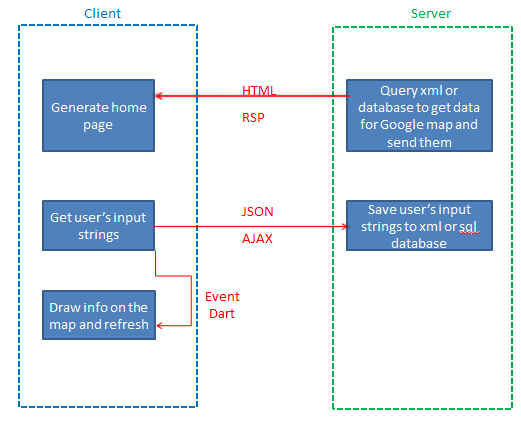 Client
Server
Generate home
page
HTML
RSP
Query xml or
database to get data
for Google map and
send them
Get user's input
strings
JSON
AJAX
Save user's input
strings to xml or sql
database
Event
Dart
Draw info on the
map and refresh